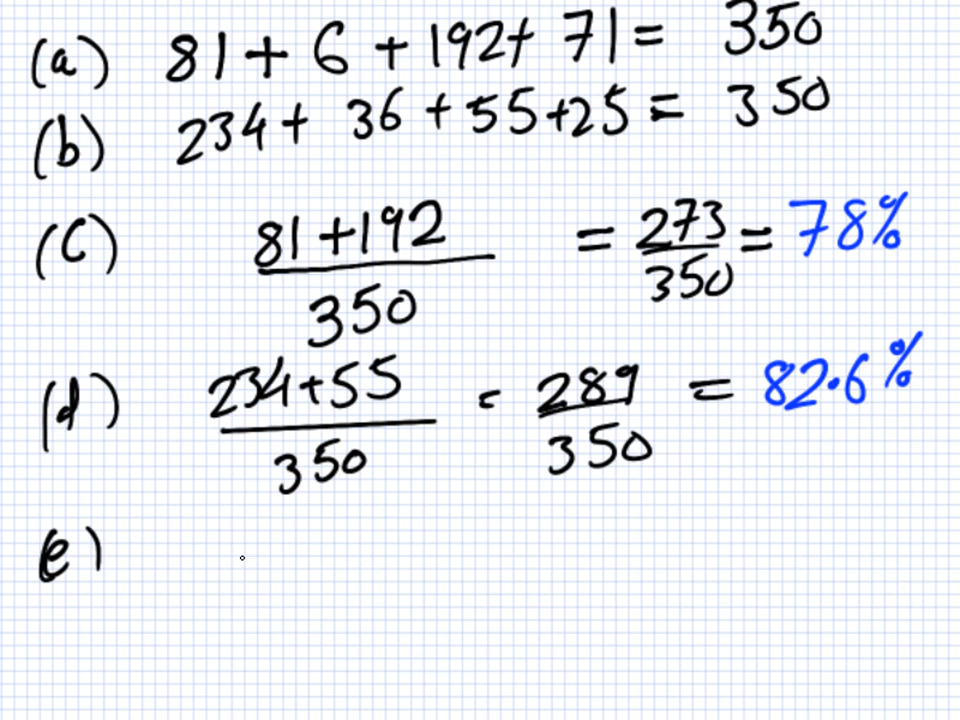 (a) 81 + 6 + 192 + 71 = 350
(b) 234 + 36 + 55 + 25 = 350
(c) 81 + 192 / 350 = 273 / 350 = 78%
(d) 234 + 55 / 350 = 289 / 350 = 82.6%
(e)